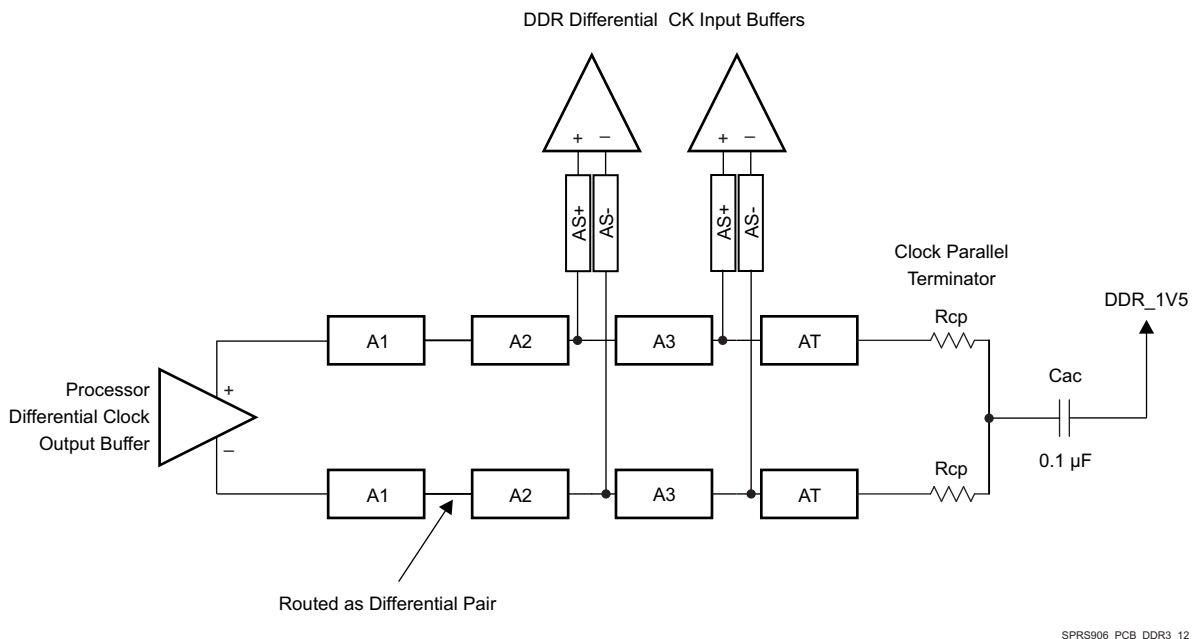 DDR Differential CK Input Buffers
+ –
+ –
AS+
AS-
AS+
AS-
Clock Parallel
Terminator
DDR_1V5
Rcp
A1
A2
A3
AT
Cac
Processor
Differential Clock
Output Buffer
+
–
0.1 µF
Rcp
A1
A2
A3
AT
Routed as Differential Pair
SPRS906_PCB_DDR3_12